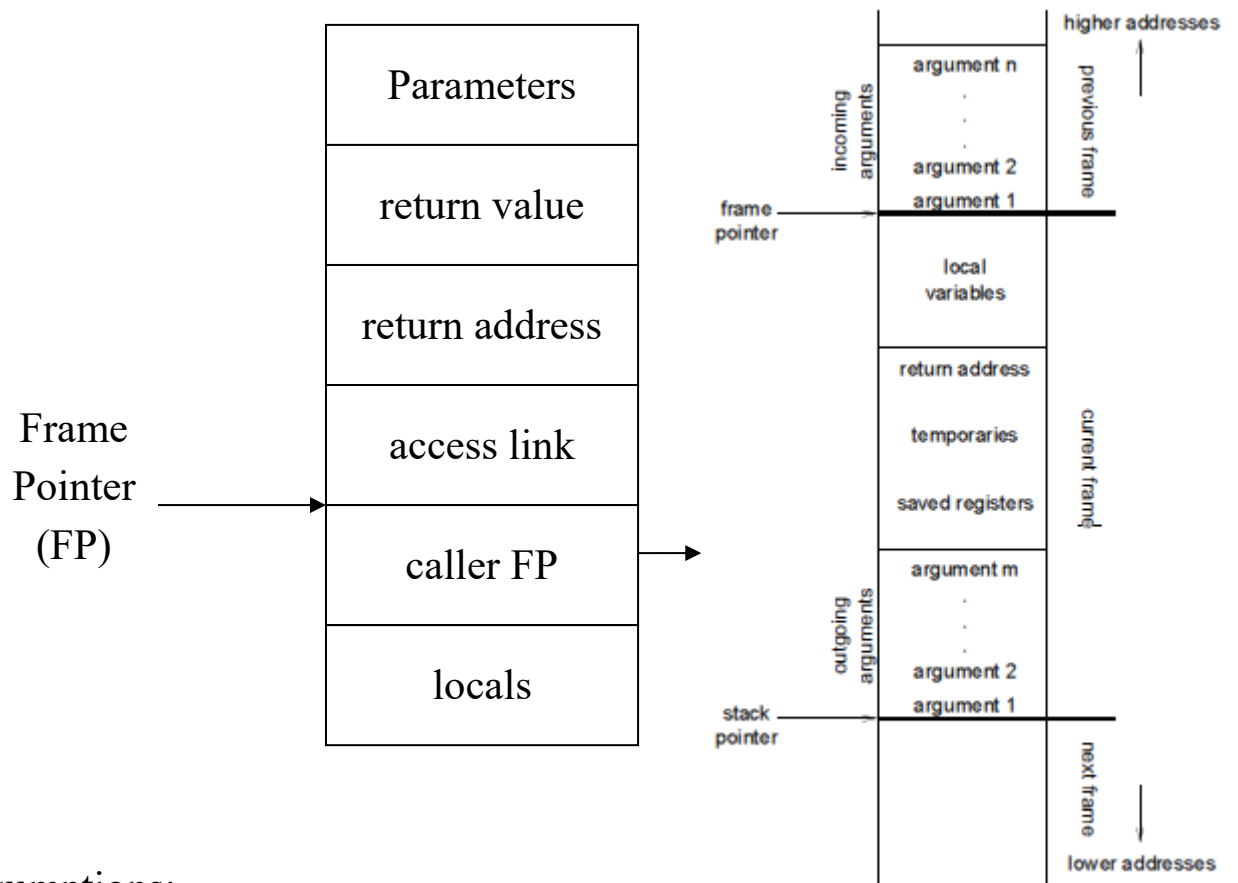 Parameters
return value
return address
access link
caller FP
locals
Frame
Pointer
(FP)
higher addresses
argument n
.
.
.
argument 2
argument 1
incoming
arguments
previous frame
frame
pointer
local
variables
return address
temporaries
saved registers
current frame
argument m
.
.
.
argument 2
argument 1
outgoing
arguments
stack
pointer
next frame
lower addresses